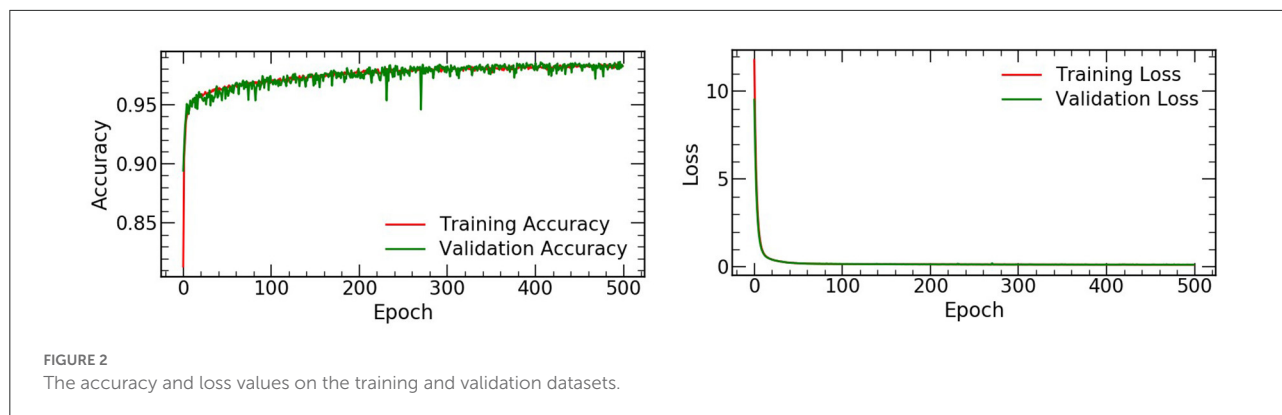 0.95
0.90
0.85
Accuracy
Training Accuracy
Validation Accuracy
0 100 200 300 400 500
Epoch
10
5
0
Loss
Training Loss
Validation Loss
0 100 200 300 400 500
Epoch
FIGURE 2
The accuracy and loss values on the training and validation datasets.